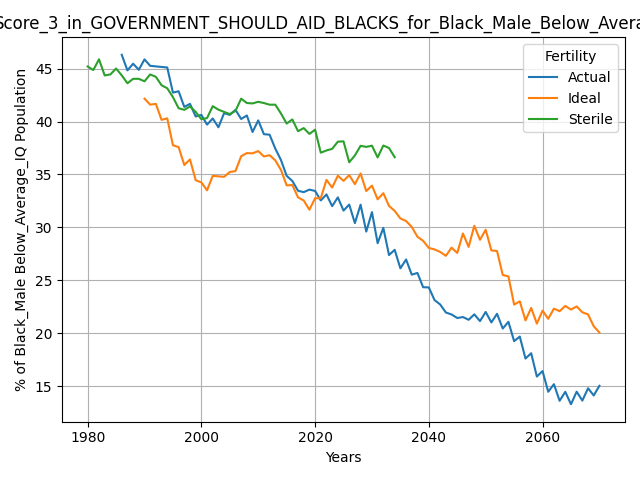 Score_3_in_GOVERNMENT_SHOULD_AID_BLACKS_for_Black_Male_Below_Avera
Fertility
Actual
Ideal
Sterile
% of Black_Male Below_Average_IQ Population
45
40
35
30
25
20
15
1980 2000 2020 2040 2060
Years